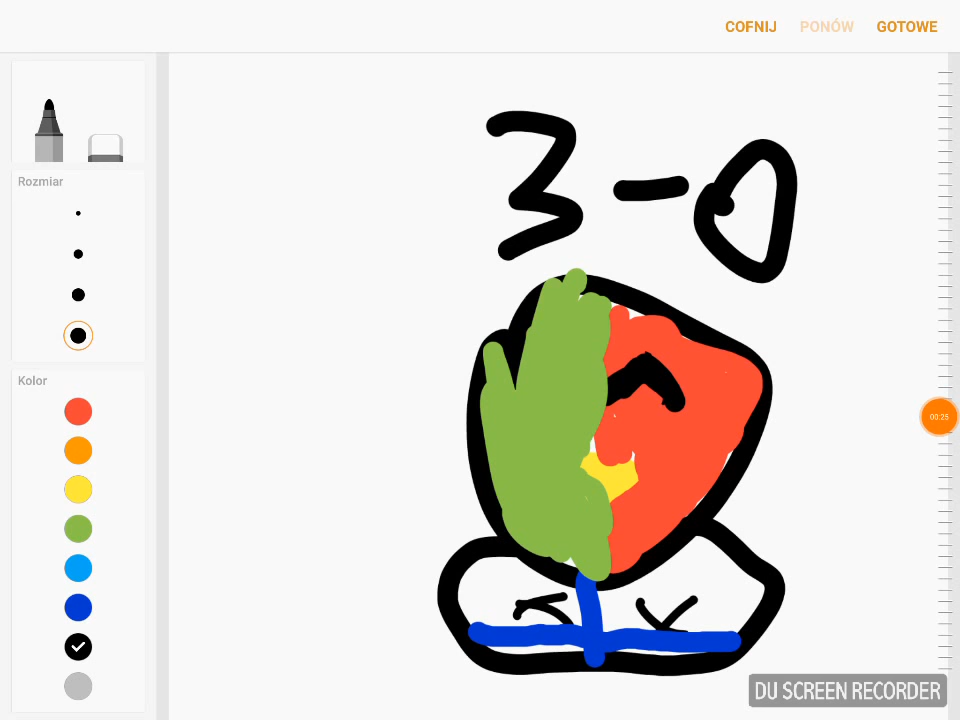 COFNIJ PONÓW GOTOWE
Rozmiar
Kolor
3-0
00:25
DU SCREEN RECORDER